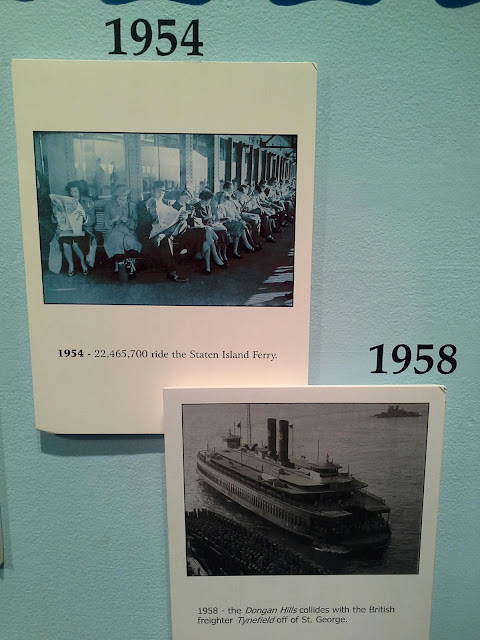 1954
1954 - 22,465,700 ride the Staten Island Ferry.
1958
1958 - the Dongan Hills collides with the British
freighter Tynefield off of St. George.